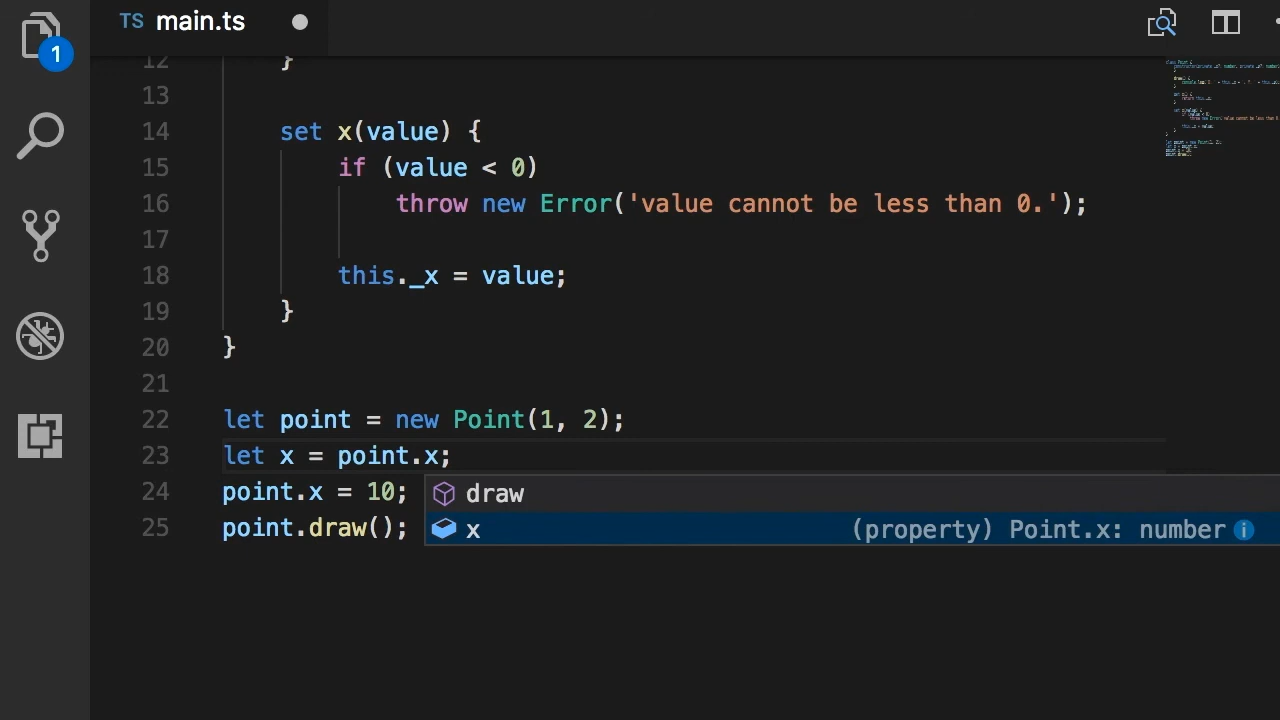 1
TS main.ts
12 }
13
14 set x(value) {
15 if (value < 0)
16 throw new Error('value cannot be less than 0.');
17
18 this._x = value;
19 }
20 }
21
22 let point = new Point(1, 2);
23 let x = point.x;
24 point.x = 10;
25 point.draw();
draw
x (property) Point.x: number